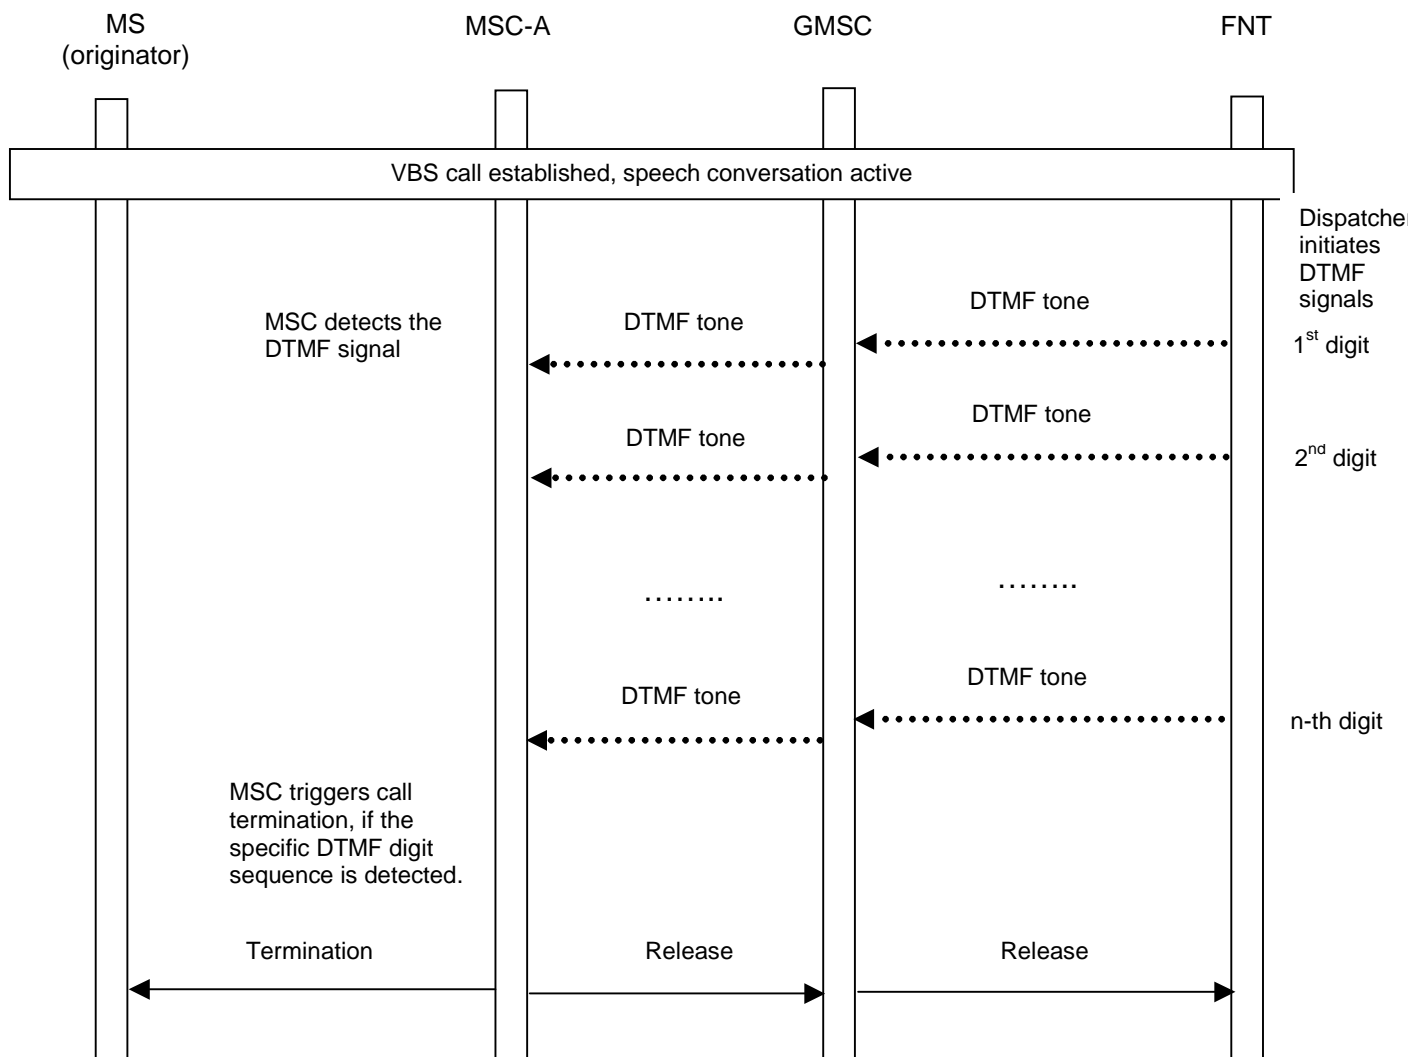 MS
(originator)
MSC-A
GMSC
FNT
VBS call established, speech conversation active
Dispatcher
initiates
DTMF
signals
MSC detects the
DTMF signal
DTMF tone
DTMF tone
1st digit
DTMF tone
DTMF tone
2nd digit
........
........
DTMF tone
DTMF tone
n-th digit
MSC triggers call
termination, if the
specific DTMF digit
sequence is detected.
Termination
Release
Release